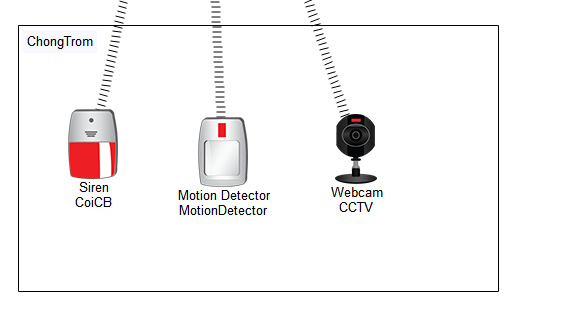 ChongTrom
Siren
CoiCB
Motion Detector
MotionDetector
Webcam
CCTV